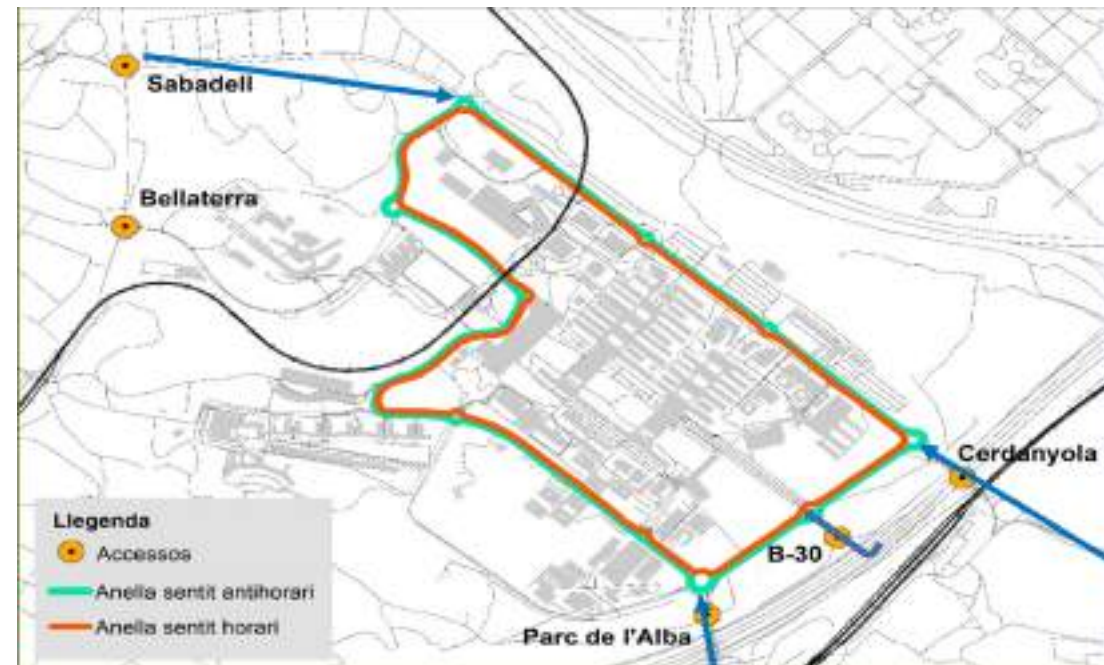 Sabadell
Bellaterra
Cerdanyola
B-30
Parc de l'Alba
Llegenda
Accessos
Anella sentit antihorari
Anella sentit horari